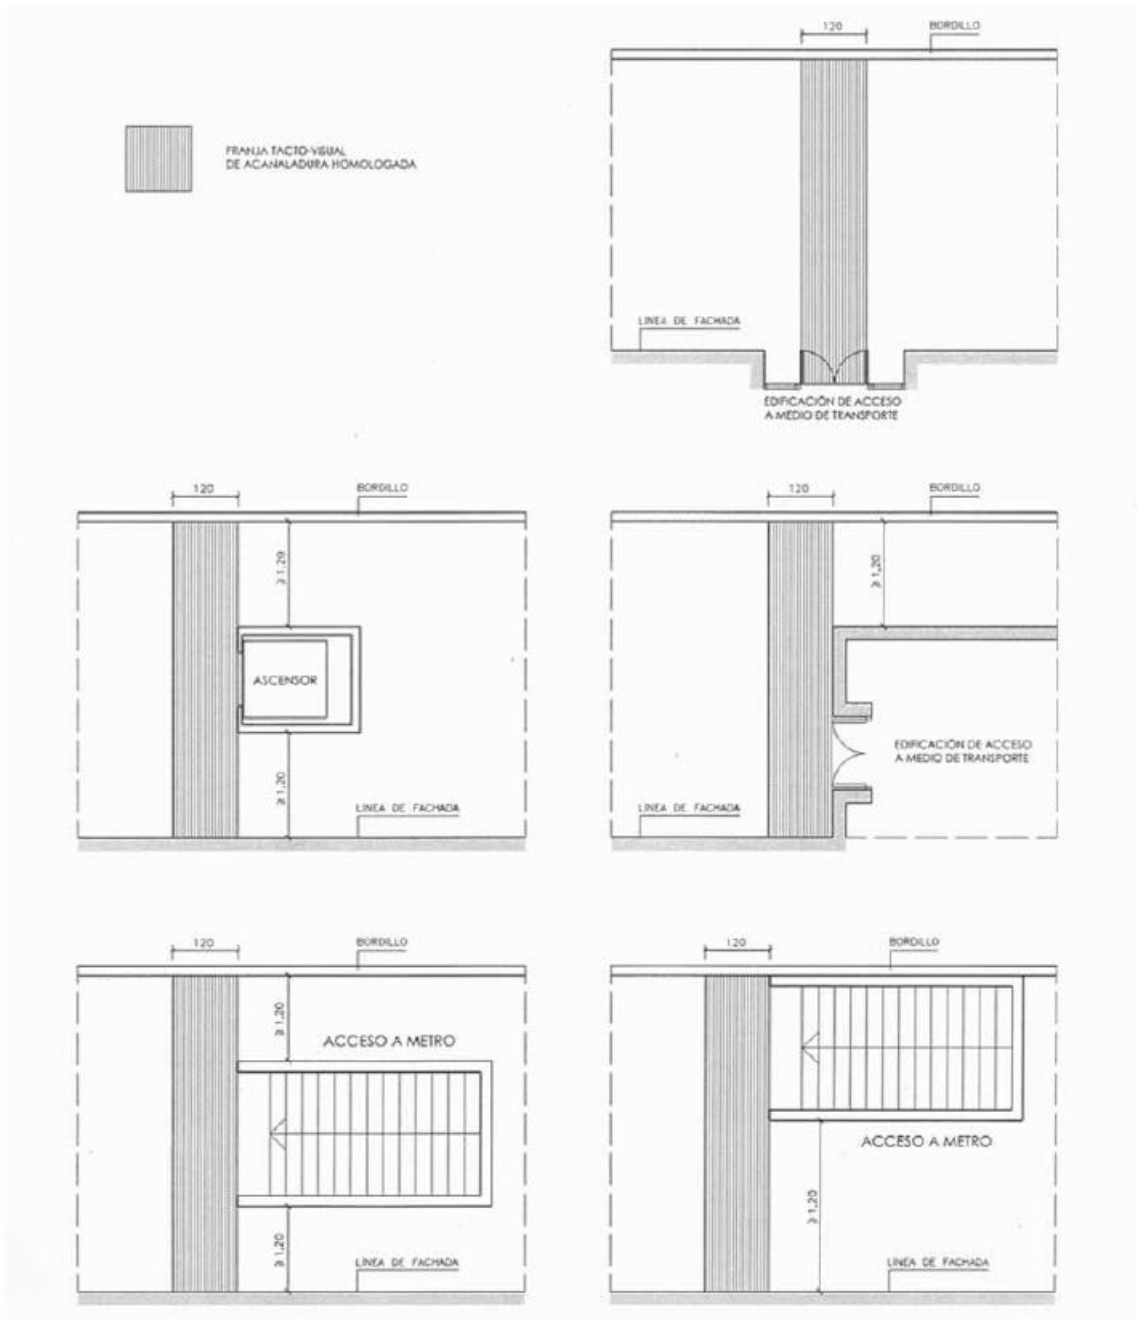 120
BORDILLO
FRANJA TACTO-VISUAL
DE ACANALADURA HOMOLOGADA
LINEA DE FACHADA
EDIFICACIÓN DE ACCESO
A MEDIO DE TRANSPORTE
120
BORDILLO
≥ 1,20
ASCENSOR
≥ 1,20
LINEA DE FACHADA
120
BORDILLO
≥ 1,20
EDIFICACIÓN DE ACCESO
A MEDIO DE TRANSPORTE
LINEA DE FACHADA
120
BORDILLO
≥ 1,20
ACCESO A METRO
≥ 1,20
LÍNEA DE FACHADA
120
BORDILLO
ACCESO A METRO
≥ 1,20
LÍNEA DE FACHADA